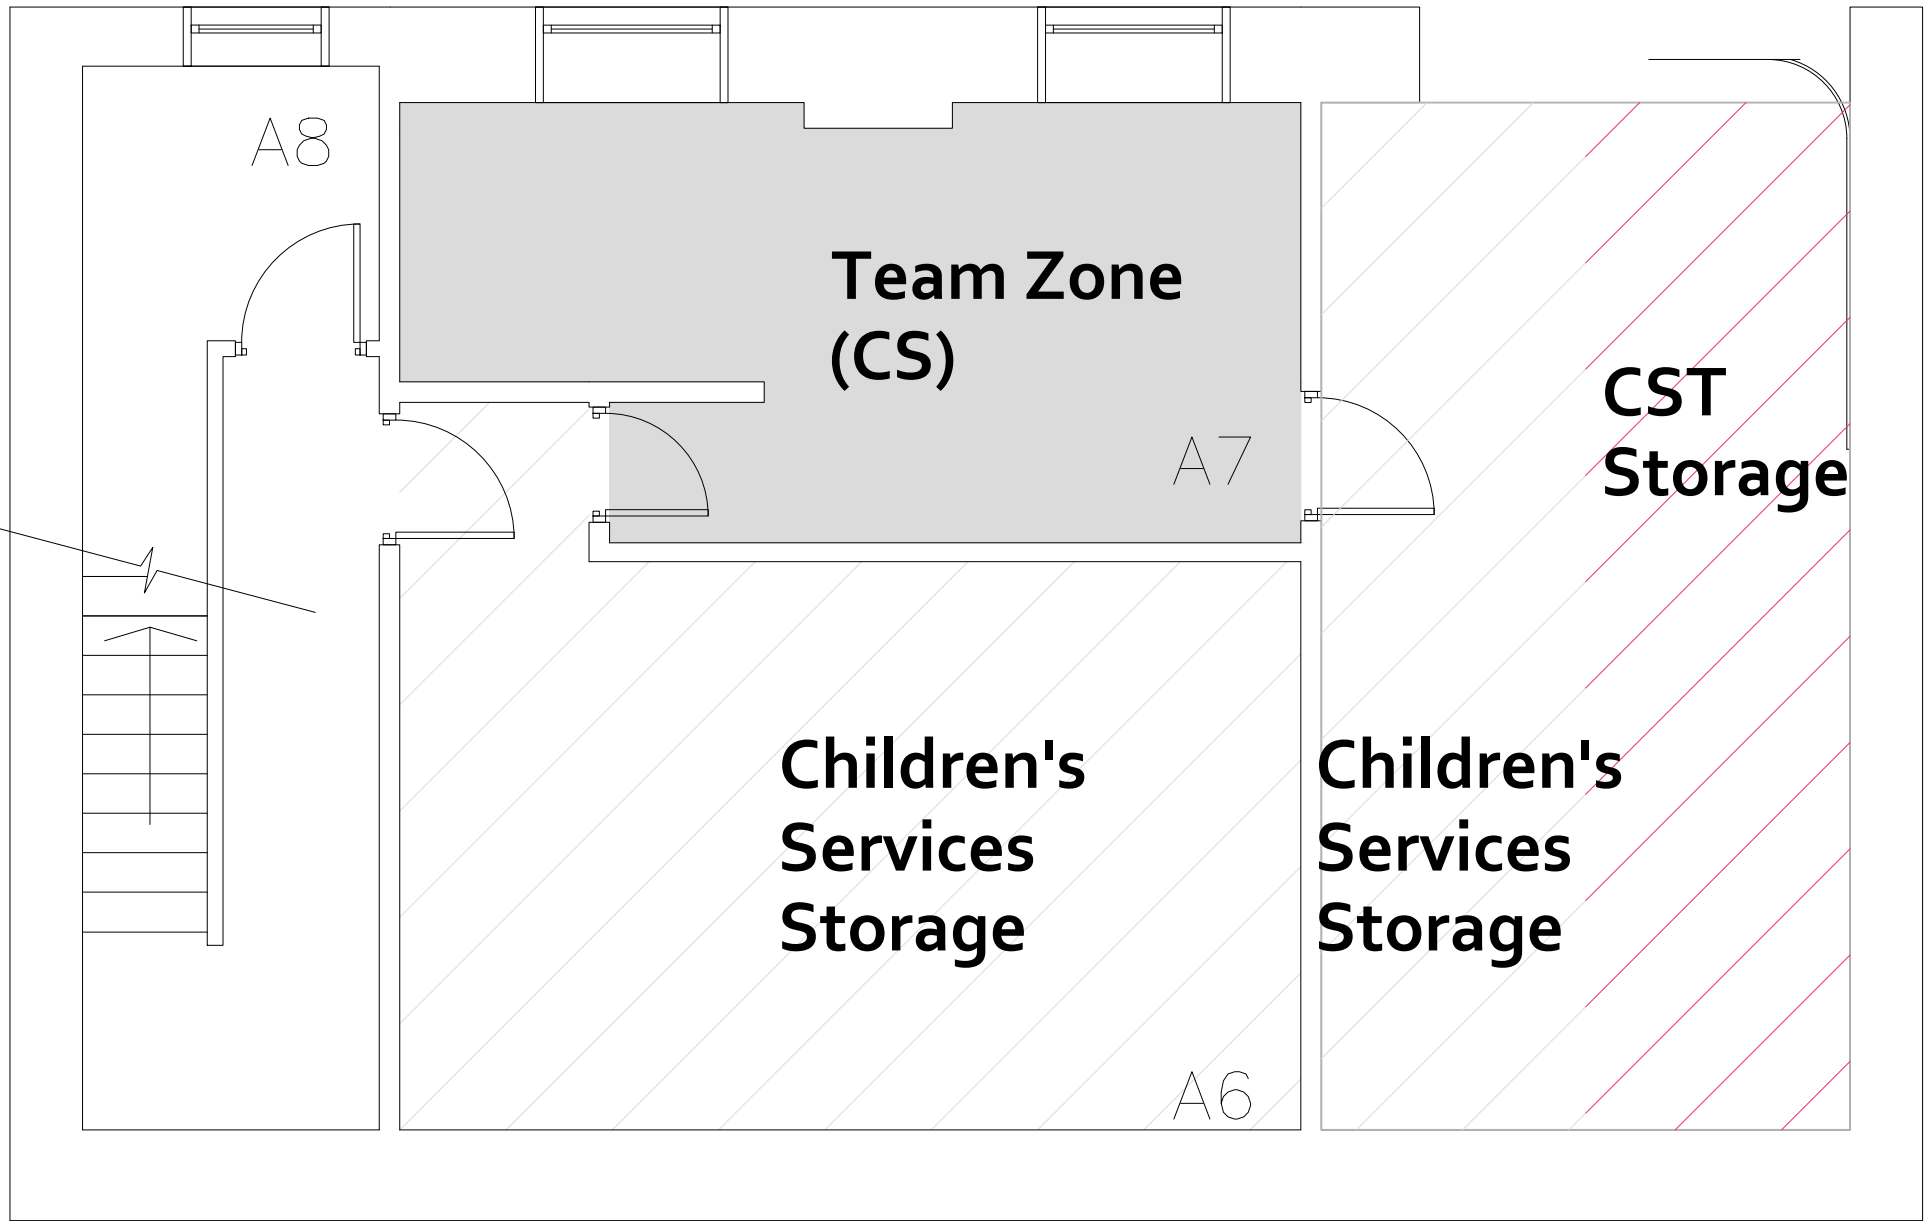 A8
Team Zone
(CS)
A7
CST
Storage
Children's
Services
Storage
Children's
Services
Storage
A6